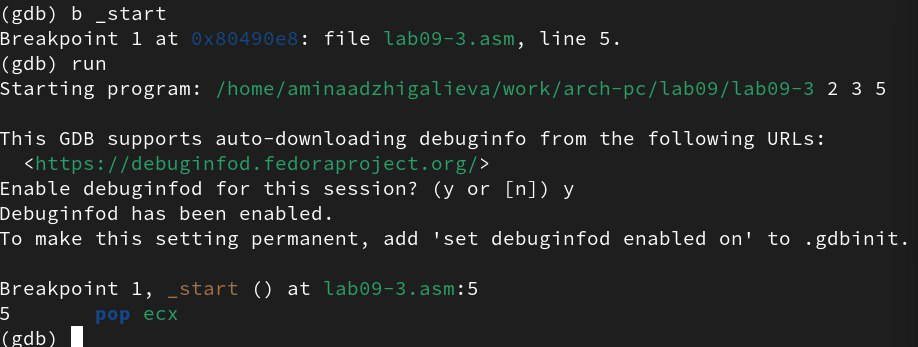 (gdb) b _start
Breakpoint 1 at 0x80490e8: file lab09-3.asm, line 5.
(gdb) run
Starting program: /home/aminaadzhigalieva/work/arch-pc/lab09/lab09-3 2 3 5

This GDB supports auto-downloading debuginfo from the following URLs:
  <https://debuginfod.fedoraproject.org/>
Enable debuginfod for this session? (y or [n]) y
Debuginfod has been enabled.
To make this setting permanent, add 'set debuginfod enabled on' to .gdbinit.

Breakpoint 1, _start () at lab09-3.asm:5
5       pop ecx
(gdb)